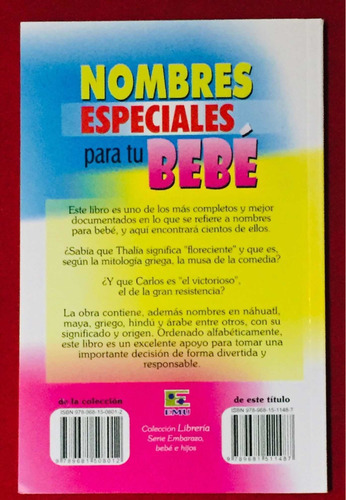 NOMBRES
ESPECIALES
para tu BEBÉ
Este libro es uno de los más completos y mejor
documentados en lo que se refiere a nombres
para bebé, y aquí encontrará cientos de ellos.
¿Sabía que Thalía significa "floreciente" y que es,
según la mitología griega, la musa de la comedia?
¿Y que Carlos es "el victorioso",
el de la gran resistencia?
La obra contiene, además nombres en náhuatl,
maya, griego, hindú y árabe entre otros, con su
significado y origen. Ordenado alfabéticamente,
este libro es un excelente apoyo para tomar una
importante decisión de forma divertida y
responsable.
de la colección
de este título
EMU
Colección Librería
Serie Embarazo,
bebé e hijos